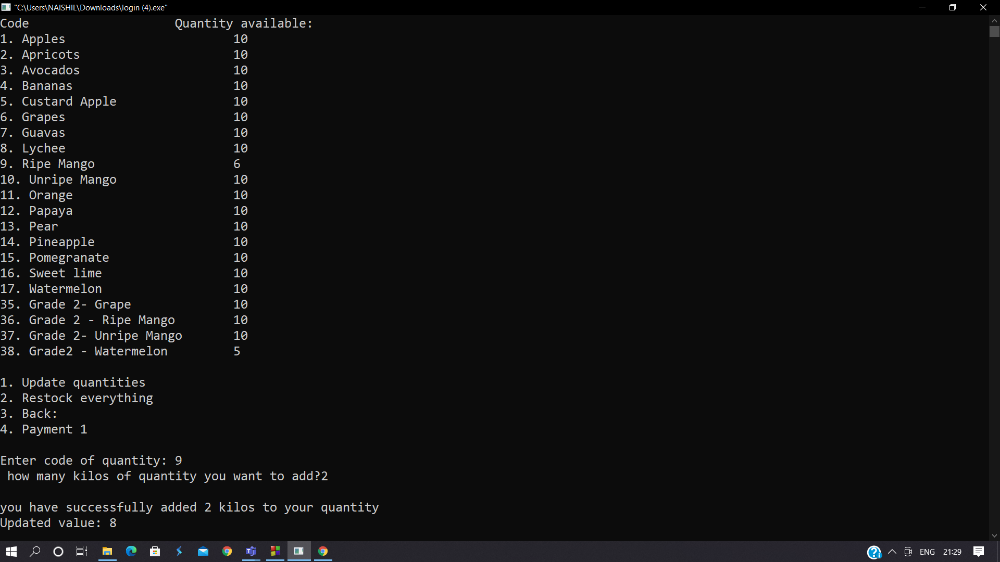 "C:\Users\NAISHIL\Downloads\login (4).exe"
Code Quantity available:
1. Apples 10
2. Apricots 10
3. Avocados 10
4. Bananas 10
5. Custard Apple 10
6. Grapes 10
7. Guavas 10
8. Lychee 10
9. Ripe Mango 6
10. Unripe Mango 10
11. Orange 10
12. Papaya 10
13. Pear 10
14. Pineapple 10
15. Pomegranate 10
16. Sweet lime 10
17. Watermelon 10
35. Grade 2- Grape 10
36. Grade 2 - Ripe Mango 10
37. Grade 2- Unripe Mango 10
38. Grade2 - Watermelon 5
1. Update quantities
2. Restock everything
3. Back:
4. Payment 1
Enter code of quantity: 9
how many kilos of quantity you want to add?2
you have successfully added 2 kilos to your quantity
Updated value: 8
ENG 21:29